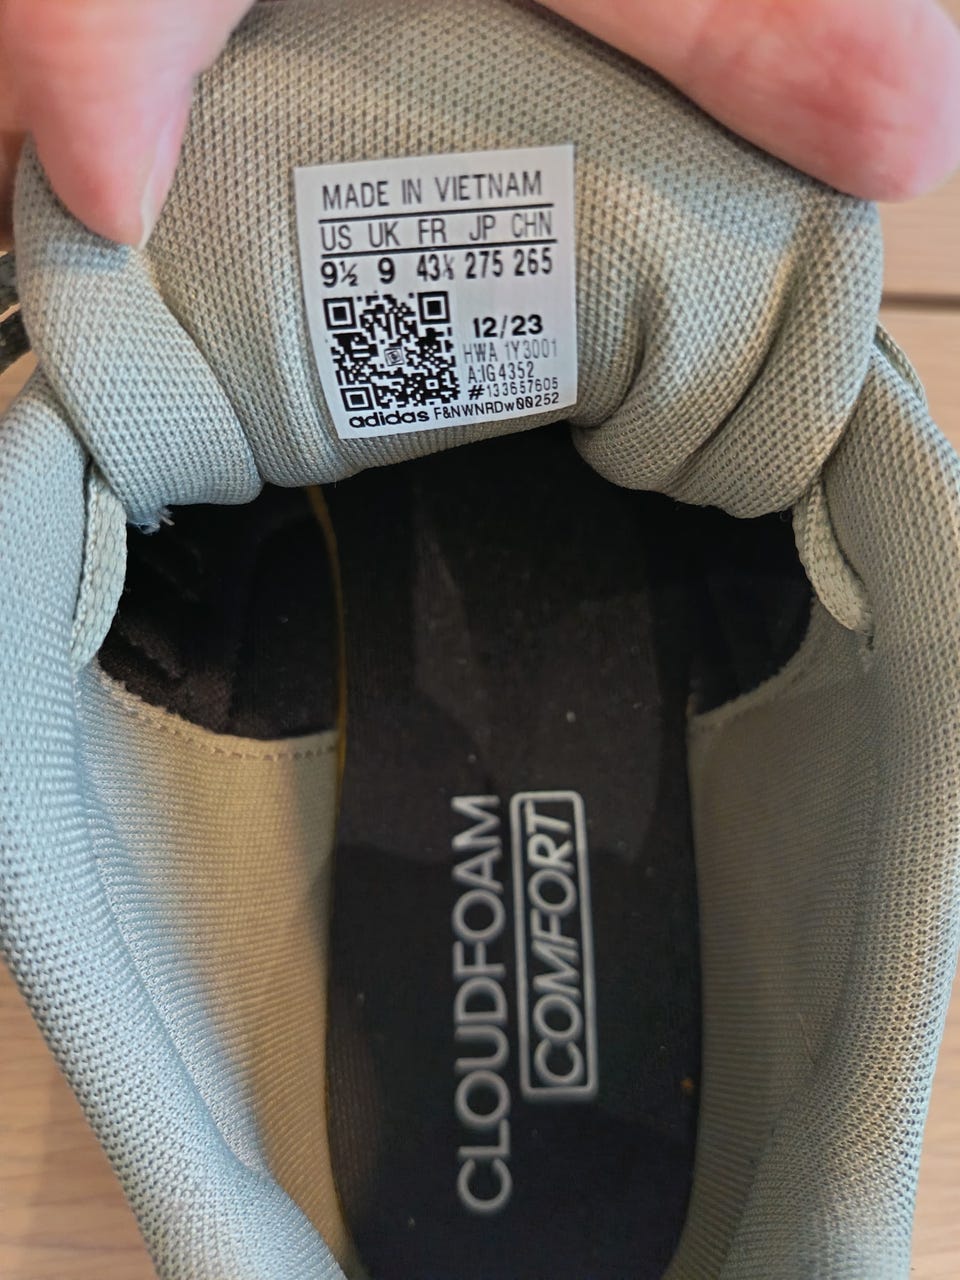 MADE IN VIETNAM
US UK FR JP CHN
9½ 9 43⅓ 275 265
12/23
HWA 1Y3001
A:IG4352
#133657605
adidas F&NWNRDw00252
CLOUDFOAM
COMFORT